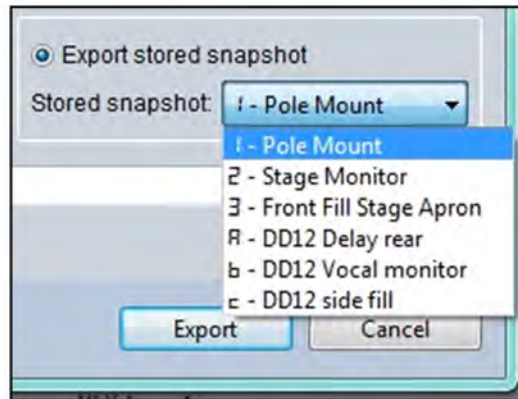 Export stored snapshot
Stored snapshot: 1 - Pole Mount
1 - Pole Mount
2 - Stage Monitor
3 - Front Fill Stage Apron
A - DD12 Delay rear
b - DD12 Vocal monitor
c - DD12 side fill
Export Cancel